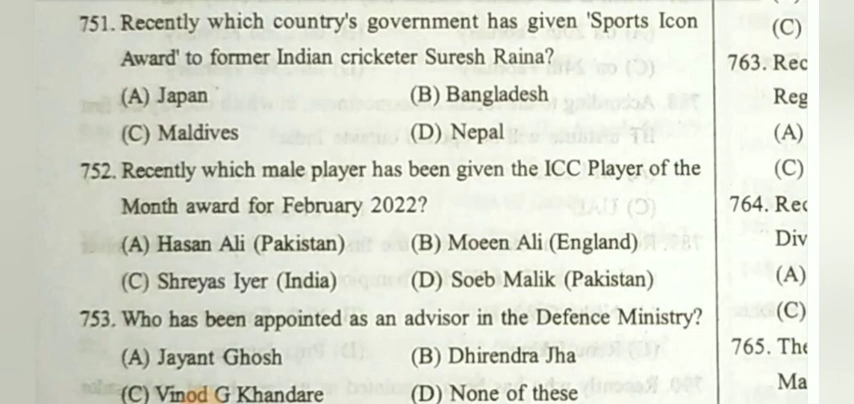 751. Recently which country's government has given 'Sports Icon
Award' to former Indian cricketer Suresh Raina?
(A) Japan (B) Bangladesh
(C) Maldives (D) Nepal
752. Recently which male player has been given the ICC Player of the
Month award for February 2022?
(A) Hasan Ali (Pakistan) (B) Moeen Ali (England)
(C) Shreyas Iyer (India) (D) Soeb Malik (Pakistan)
753. Who has been appointed as an advisor in the Defence Ministry?
(A) Jayant Ghosh (B) Dhirendra Jha
(C) Vinod G Khandare (D) None of these
(C)
763. Rec
Reg
(A)
(C)
764. Rec
Div
(A)
(C)
765. The
Ma